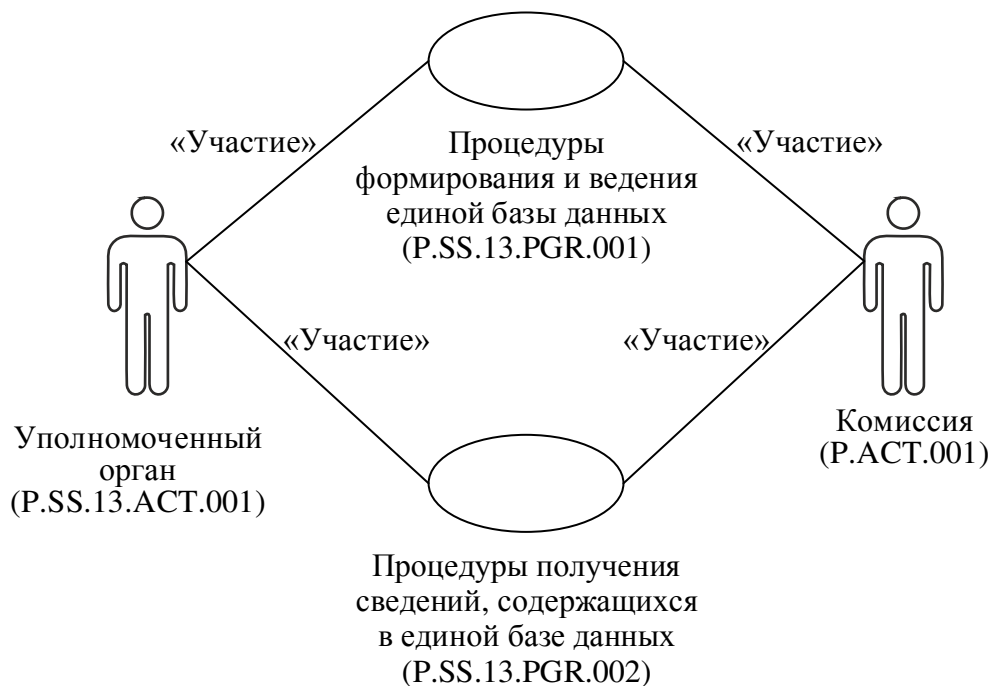 «Участие»
«Участие»
Процедуры
формирования и ведения
единой базы данных
(P.SS.13.PGR.001)
«Участие»
«Участие»
Уполномоченный
орган
(P.SS.13.ACT.001)
Комиссия
(P.ACT.001)
Процедуры получения
сведений, содержащихся
в единой базе данных
(P.SS.13.PGR.002)